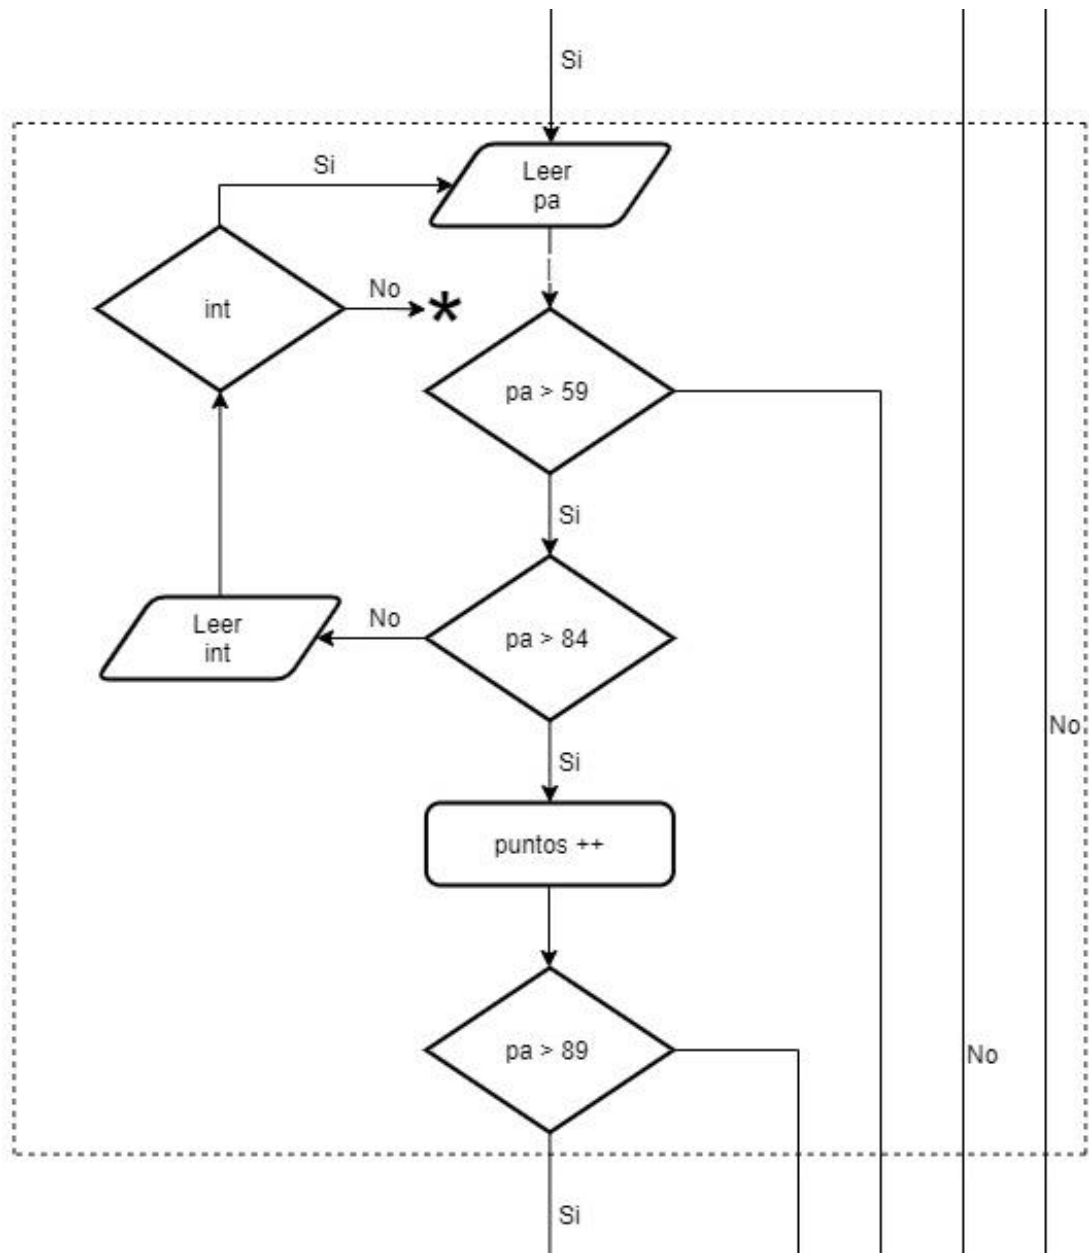 Si
Si
Leer
pa
int
No
*
pa > 59
Si
Leer
int
No
pa > 84
No
Si
puntos ++
pa > 89
No
Si